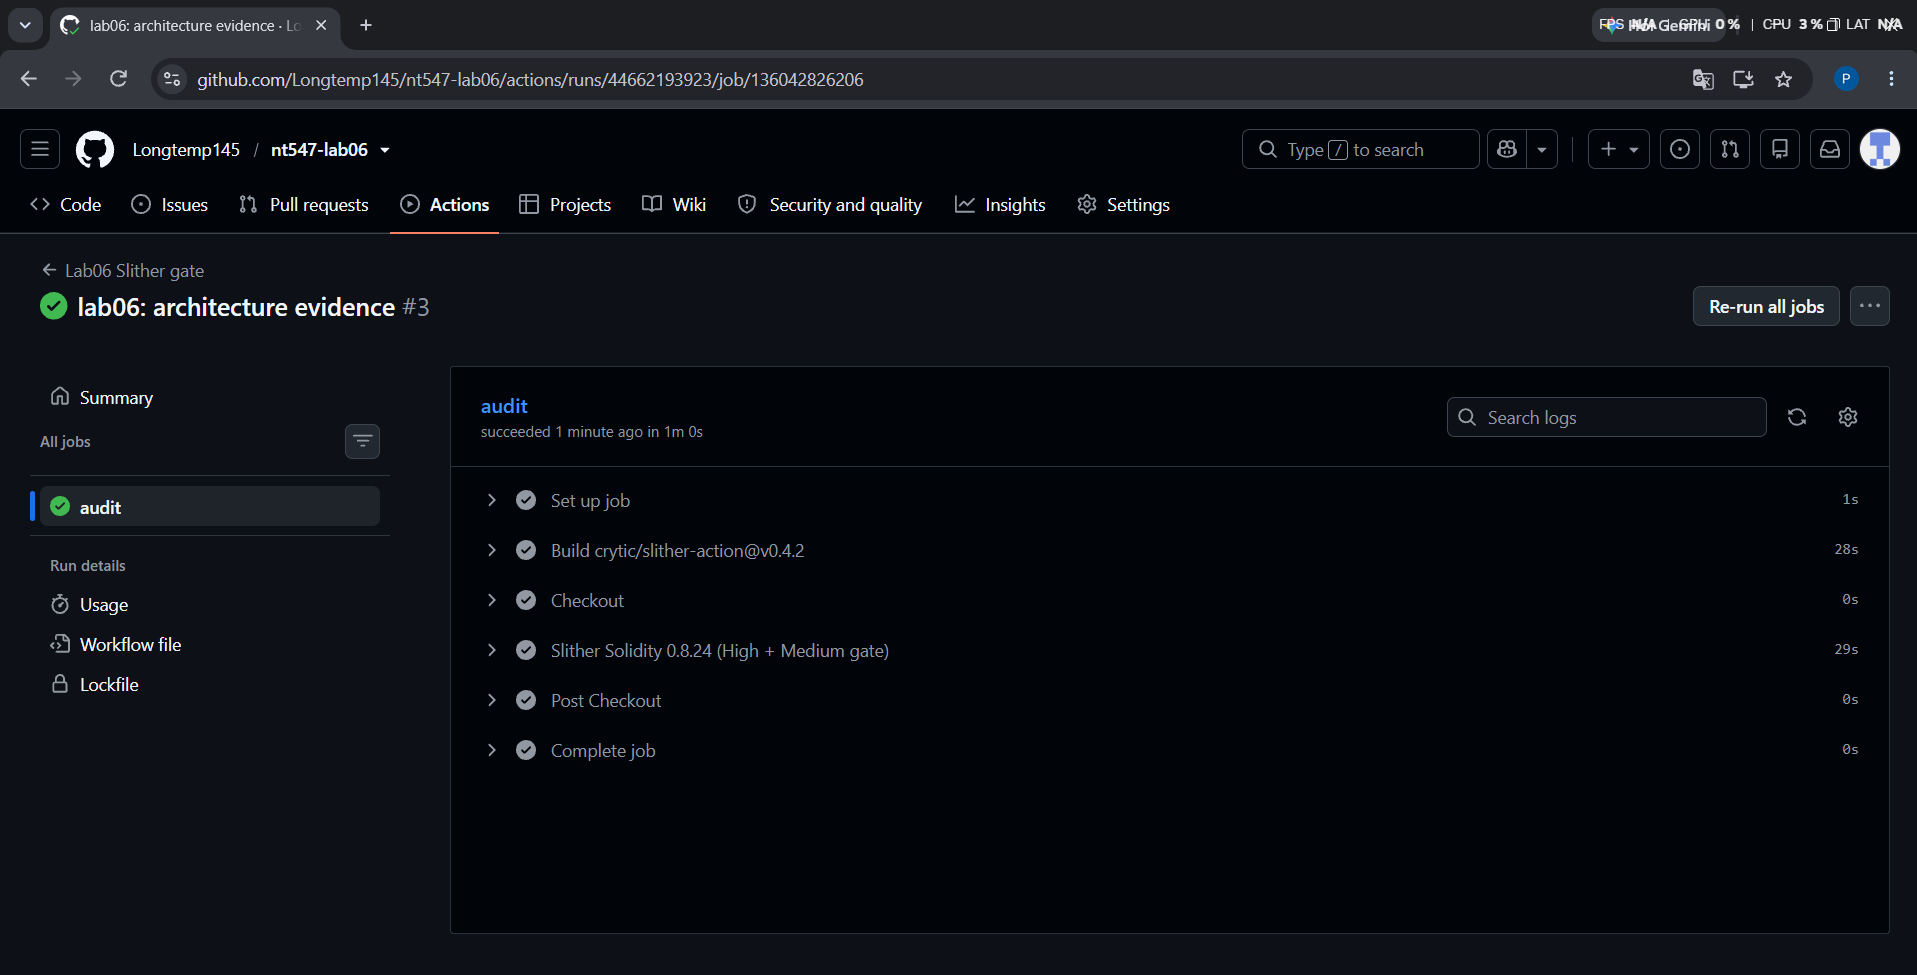 lab06: architecture evidence · Lo
FPS N/A | GPU 0 % | CPU 3 % LAT N/A
Hỏi Gemini
github.com/Longtemp145/nt547-lab06/actions/runs/44662193923/job/136042826206
P
Longtemp145 / nt547-lab06
Type / to search
Code
Issues
Pull requests
Actions
Projects
Wiki
Security and quality
Insights
Settings
Lab06 Slither gate
lab06: architecture evidence #3
Re-run all jobs
Summary
All jobs
audit
Run details
Usage
Workflow file
Lockfile
audit
succeeded 1 minute ago in 1m 0s
Search logs
Set up job 1s
Build crytic/slither-action@v0.4.2 28s
Checkout 0s
Slither Solidity 0.8.24 (High + Medium gate) 29s
Post Checkout 0s
Complete job 0s